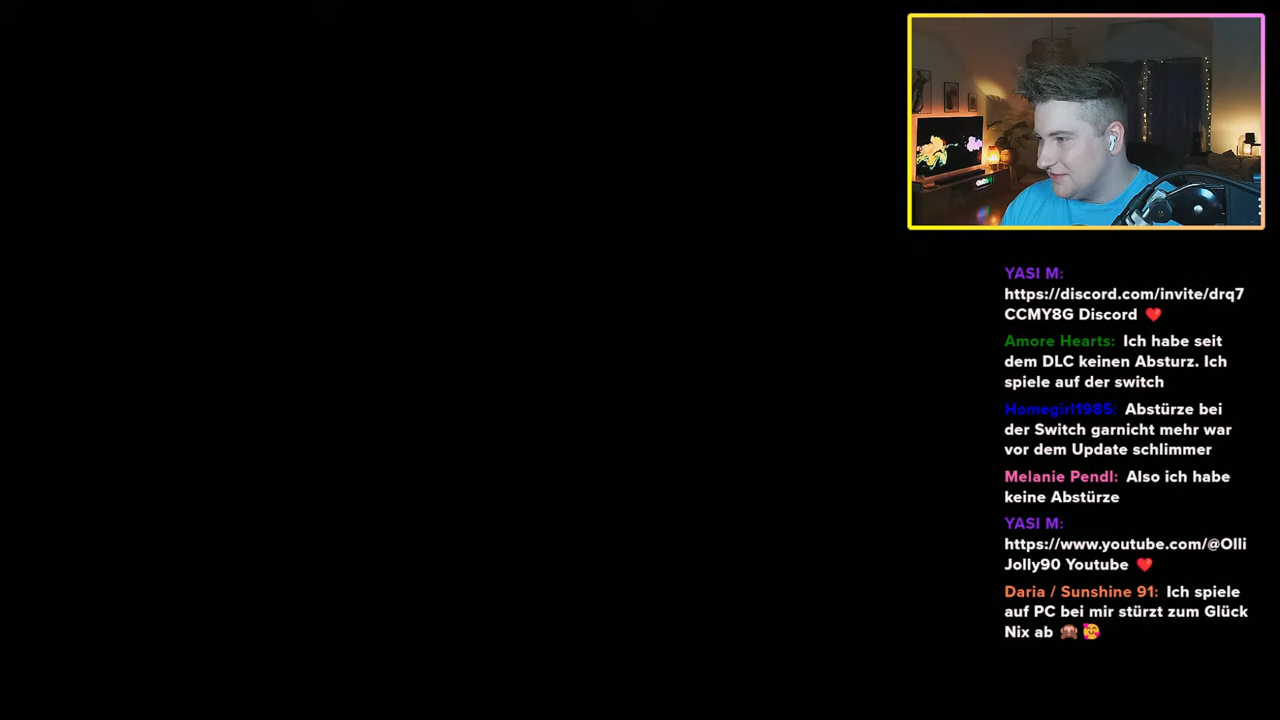 YASI M:
https://discord.com/invite/drq7
CCMY8G Discord ❤️
Amore Hearts: Ich habe seit
dem DLC keinen Absturz. Ich
spiele auf der switch
Homegirl1985: Abstürze bei
der Switch garnicht mehr war
vor dem Update schlimmer
Melanie Pendl: Also ich habe
keine Abstürze
YASI M:
https://www.youtube.com/@Olli
Jolly90 Youtube ❤️
Daria / Sunshine 91: Ich spiele
auf PC bei mir stürzt zum Glück
Nix ab 🙈 🥰